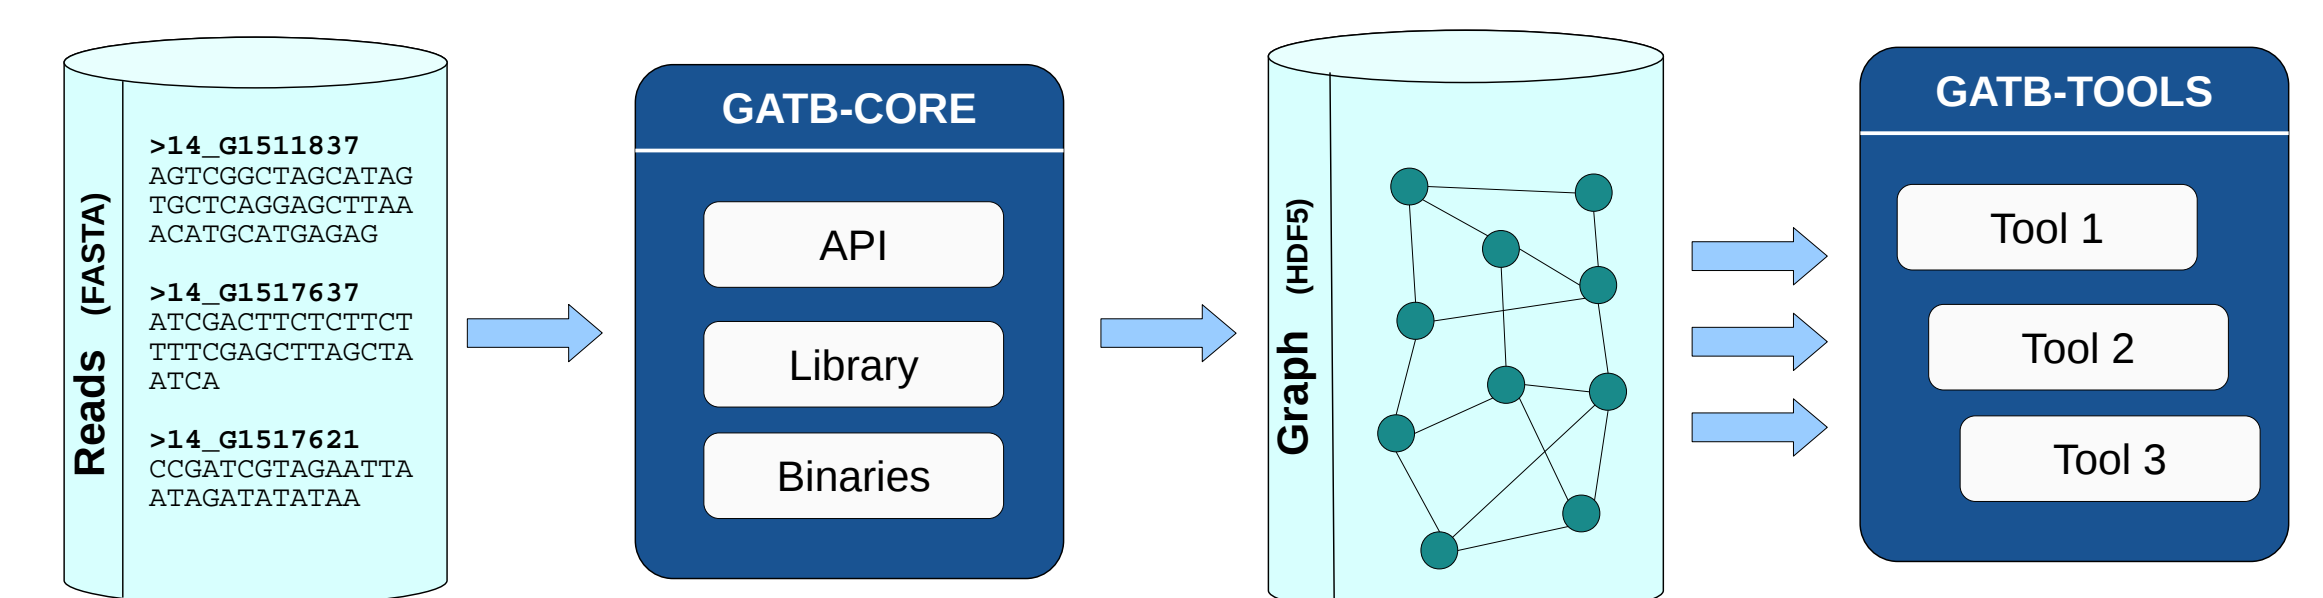 Reads (FASTA)
>14_G1511837
AGTCGGCTAGCATAG
TGCTCAGGAGCTTAA
ACATGCATGAGAG
>14_G1517637
ATCGACTTCTCTTCT
TTTCGAGCTTAGCTA
ATCA
>14_G1517621
CCGATCGTAGAATTA
ATAGATATATAA
GATB-CORE
API
Library
Binaries
Graph (HDF5)
GATB-TOOLS
Tool 1
Tool 2
Tool 3